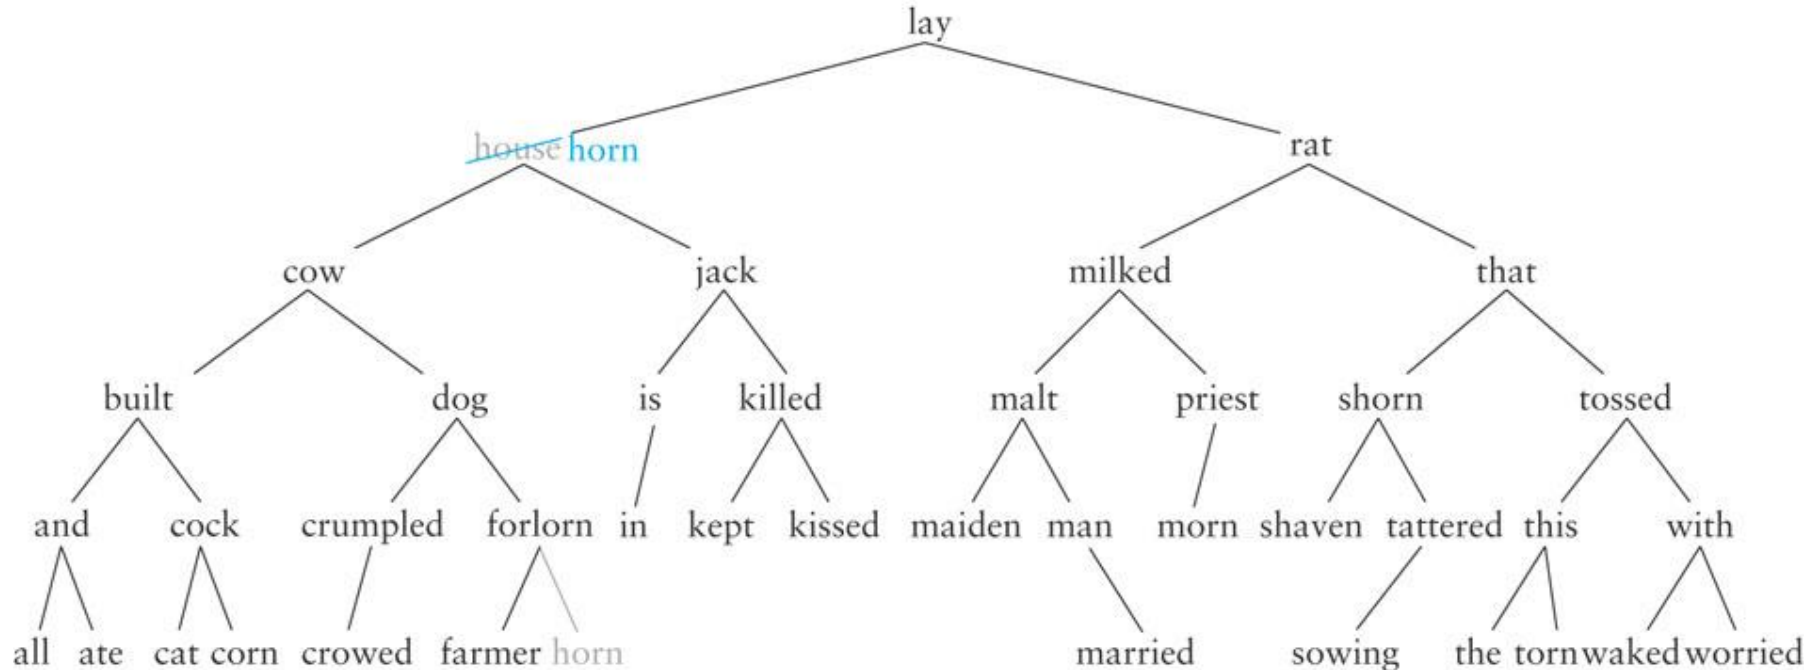 lay
house horn rat
cow jack milked that
built dog is killed malt priest shorn tossed
and cock crumpled forlorn in kept kissed maiden man morn shaven tattered this with
all ate cat corn crowed farmer horn married sowing the torn waked worried